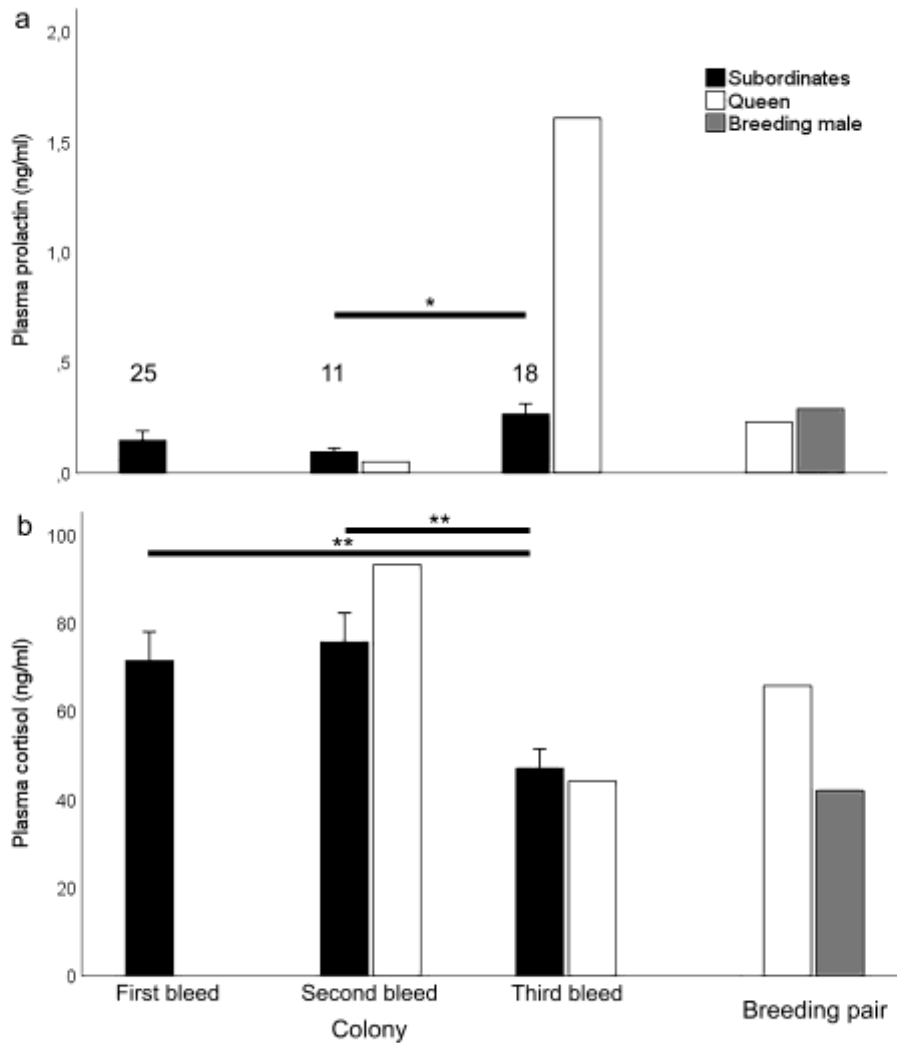 a
2,0
1,5
1,0
,5
,0
Plasma prolactin (ng/ml)
Subordinates
Queen
Breeding male
*
25
11
18
b
100
80
60
40
20
0
Plasma cortisol (ng/ml)
**
**
First bleed
Second bleed
Third bleed
Breeding pair
Colony